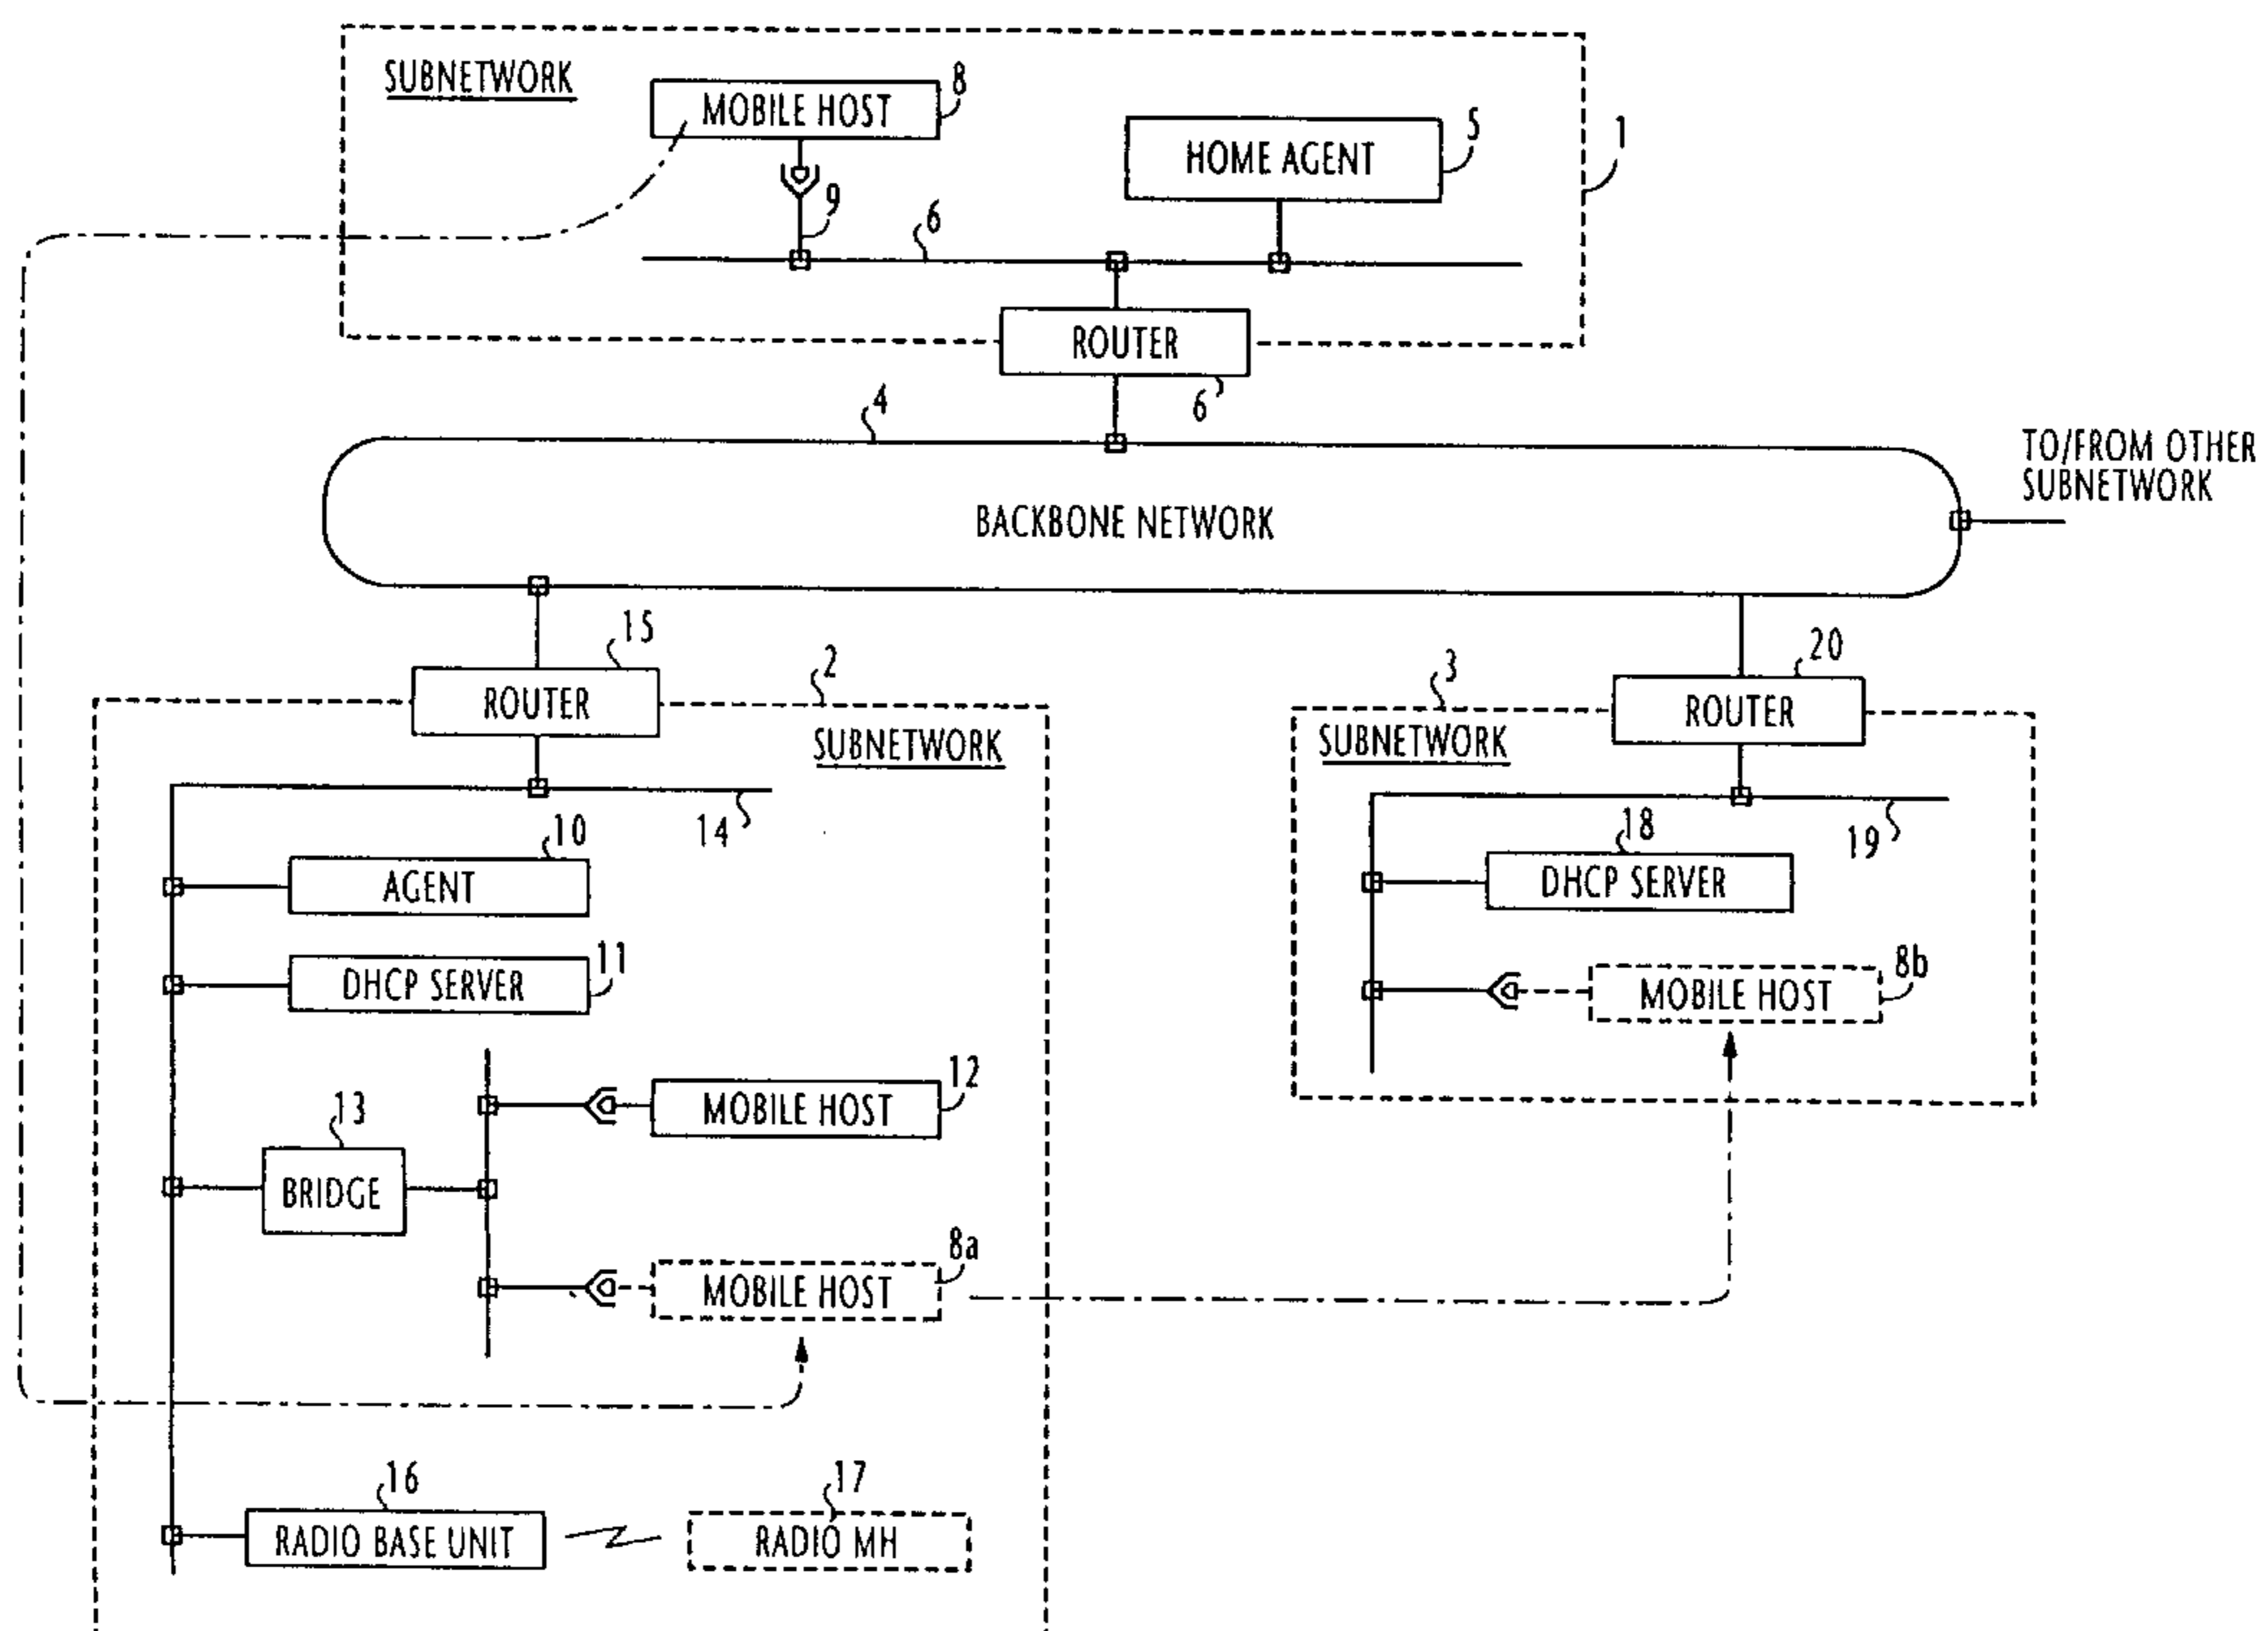 SUBNETWORK
MOBILE HOST
8
HOME AGENT
5
1
9
6
ROUTER
6
4
TO/FROM OTHER
SUBNETWORK
BACKBONE NETWORK
15
ROUTER
2
SUBNETWORK
14
10
AGENT
11
DHCP SERVER
12
MOBILE HOST
13
BRIDGE
8a
MOBILE HOST
16
RADIO BASE UNIT
17
RADIO MH
20
ROUTER
3
SUBNETWORK
19
18
DHCP SERVER
8b
MOBILE HOST